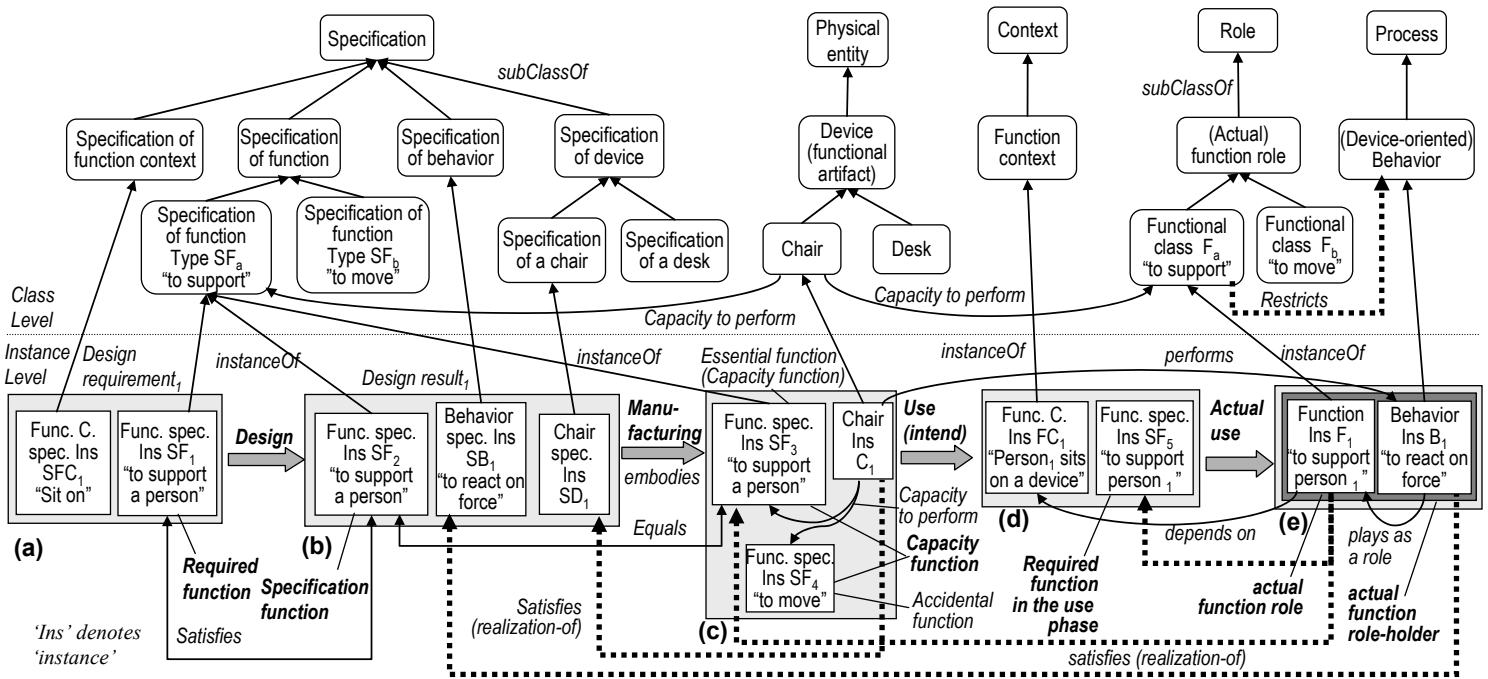 Specification
subClassOf
Physical
entity
Context
Role
Process
subClassOf
Specification of
function context
Specification
of function
Specification
of behavior
Specification
of device
Device
(functional
artifact)
Function
context
(Actual)
function role
(Device-oriented)
Behavior
Specification
of function
Type SFa
“to support”
Specification of
function
Type SFb
”to move”
Specification
of a chair
Specification
of a desk
Chair
Desk
Functional
class Fa
“to support”
Functional
class Fb
“to move”
Class
Level
Capacity to perform
Capacity to perform
Restricts
Instance
Level
Design
requirement1
instanceOf
Design result1
instanceOf
Essential function
(Capacity function)
instanceOf
performs
instanceOf
Func. C.
spec. Ins
SFC1
“Sit on”
Func. spec.
Ins SF1
“to support
a person”
Design
Func. spec.
Ins SF2
“to support
a person”
Behavior
spec. Ins
SB1
“to react on
force”
Chair
spec. Ins
SD1
Manu-
facturing
embodies
Func. spec.
Ins SF3
“to support
a person”
Chair
Ins
C1
Use
(intend)
Func. C.
Ins FC1
“Person1 sits
on a device”
Func. spec.
Ins SF5
“to support
person 1”
Actual
use
Function
Ins F1
“to support
person 1”
Behavior
Ins B1
“to react on
force”
(a)
(b)
Equals
Capacity
to perform
(d)
depends on
(e)
plays as
a role
Required
function
Specification
function
Func. spec.
Ins SF4
“to move”
Capacity
function
Accidental
function
Required
function
in the use
phase
actual
function role
actual
function
role-holder
Satisfies
Satisfies
(realization-of)
(c)
satisfies (realization-of)
‘Ins’ denotes
‘instance’